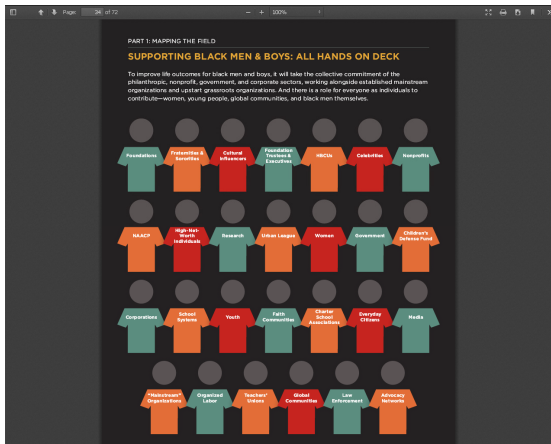 Page: 34 of 72
100%
PART 1: MAPPING THE FIELD
SUPPORTING BLACK MEN & BOYS: ALL HANDS ON DECK
To improve life outcomes for black men and boys, it will take the collective commitment of the
philanthropic, nonprofit, government, and corporate sectors, working alongside established mainstream
organizations and upstart grassroots organizations. And there is a role for everyone as individuals to
contribute—women, young people, global communities, and black men themselves.
Foundations
Fraternities &
Sororities
Cultural
Influencers
Foundation
Trustees &
Executives
HBCUs
Celebrities
Nonprofits
NAACP
High-Net-
Worth
Individuals
Research
Urban League
Women
Government
Children's
Defense Fund
Corporations
School
Systems
Youth
Faith
Communities
Charter
School
Associations
Everyday
Citizens
Media
"Mainstream"
Organizations
Organized
Labor
Teachers'
Unions
Global
Communities
Law
Enforcement
Advocacy
Networks